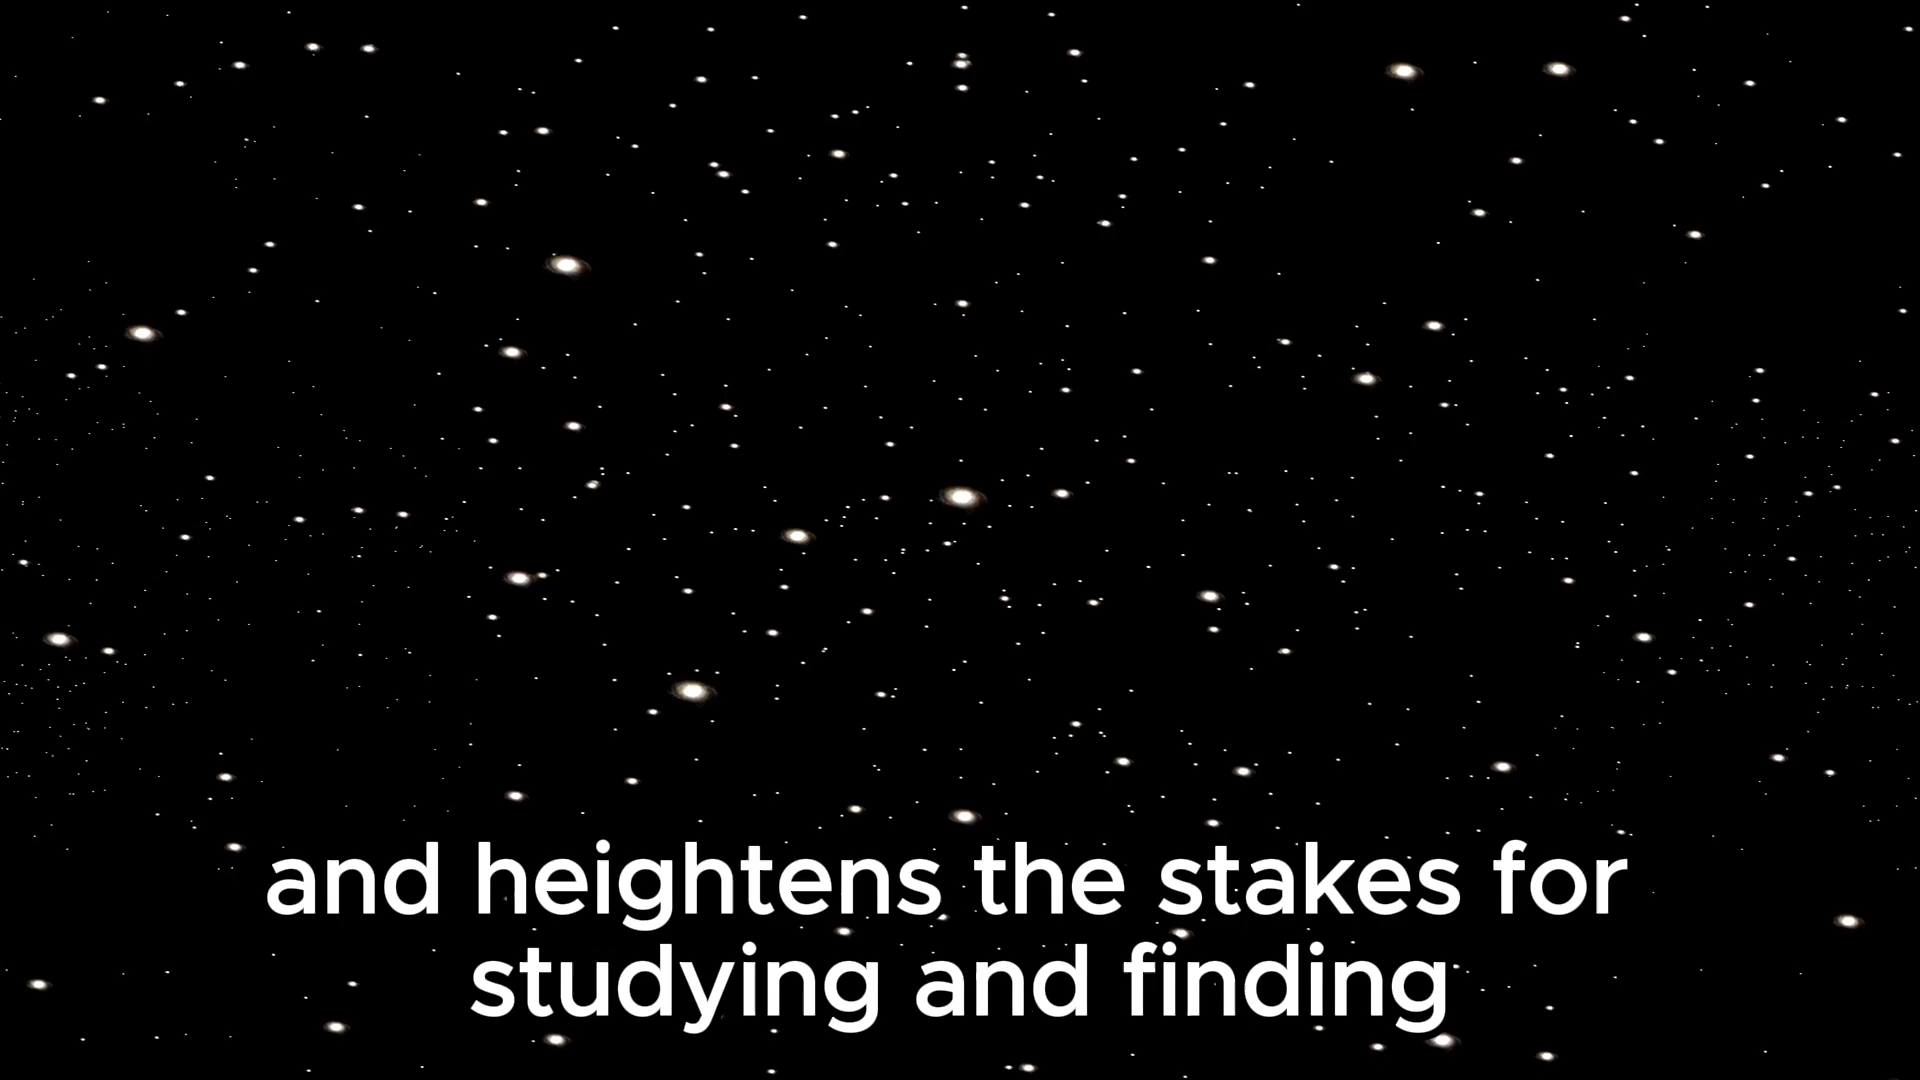 and heightens the stakes for
studying and finding